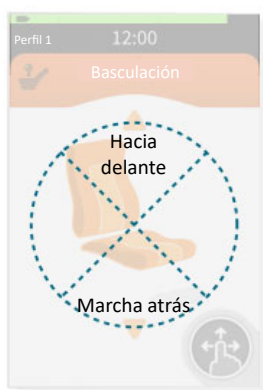 Perfil 1
12:00
Basculación
Hacia
delante
Marcha atrás